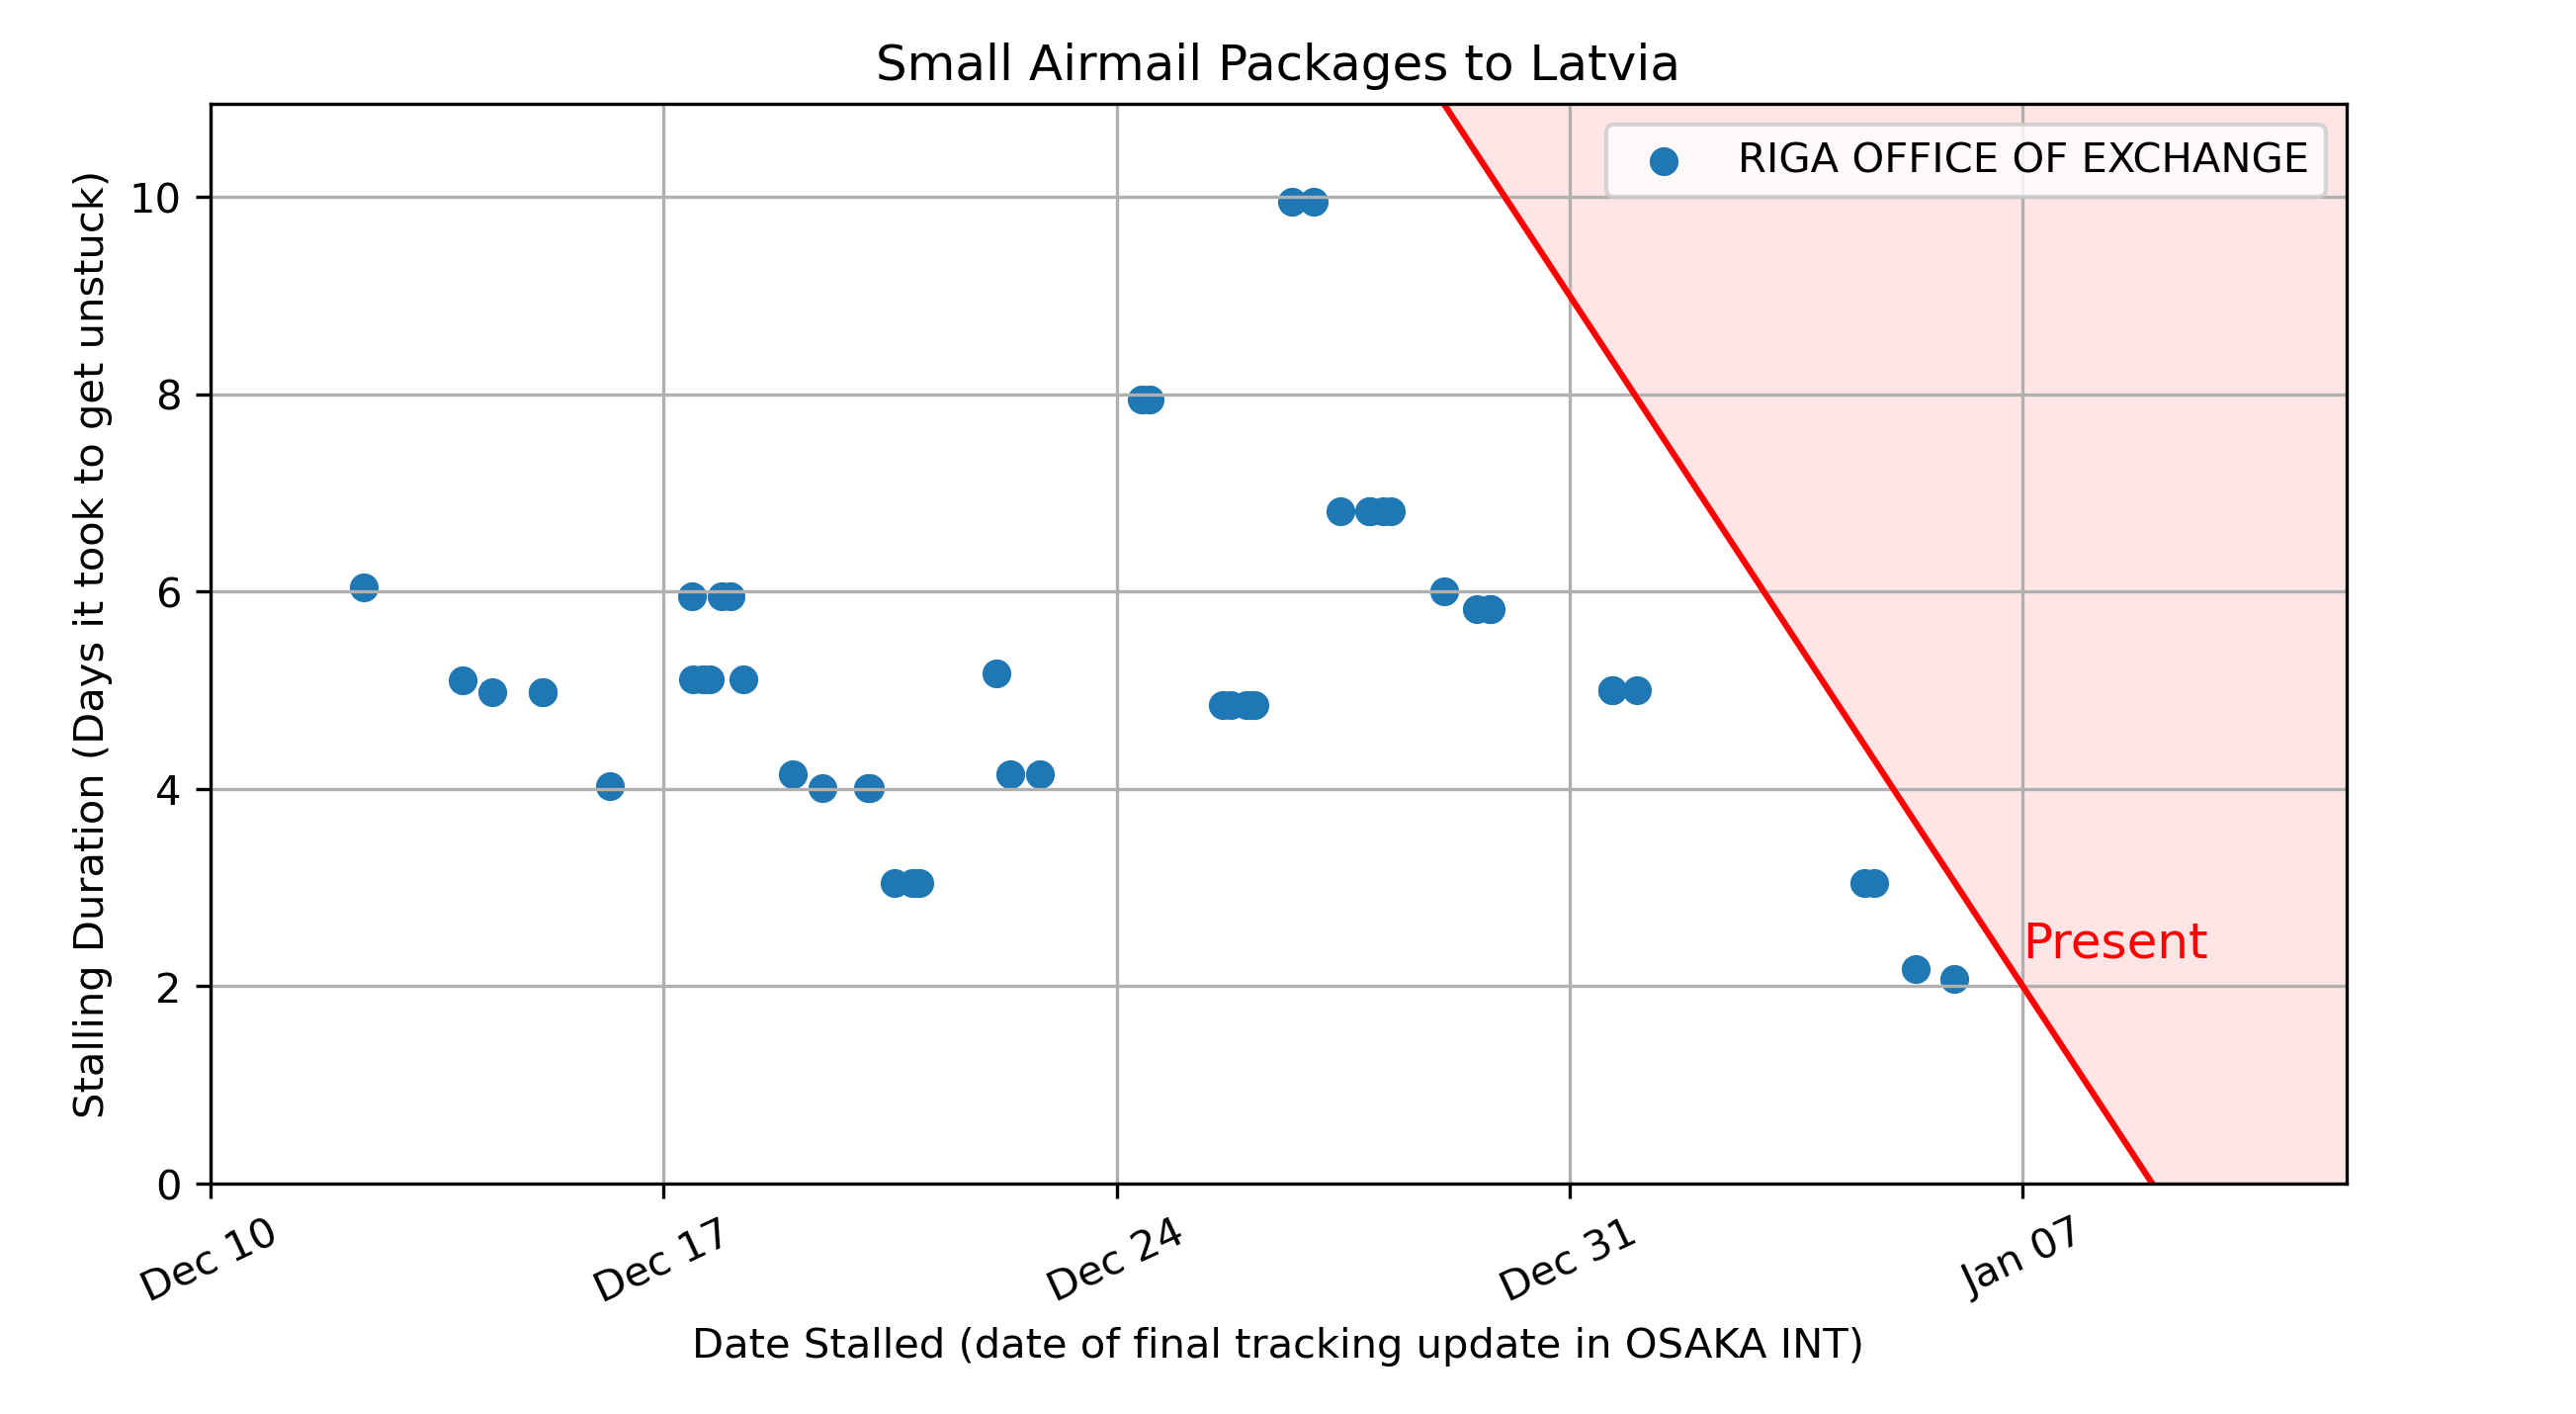 Small Airmail Packages to Latvia
RIGA OFFICE OF EXCHANGE
Stalling Duration (Days it took to get unstuck)
10
8
6
4
2
0
Present
Dec 10
Dec 17
Dec 24
Dec 31
Jan 07
Date Stalled (date of final tracking update in OSAKA INT)